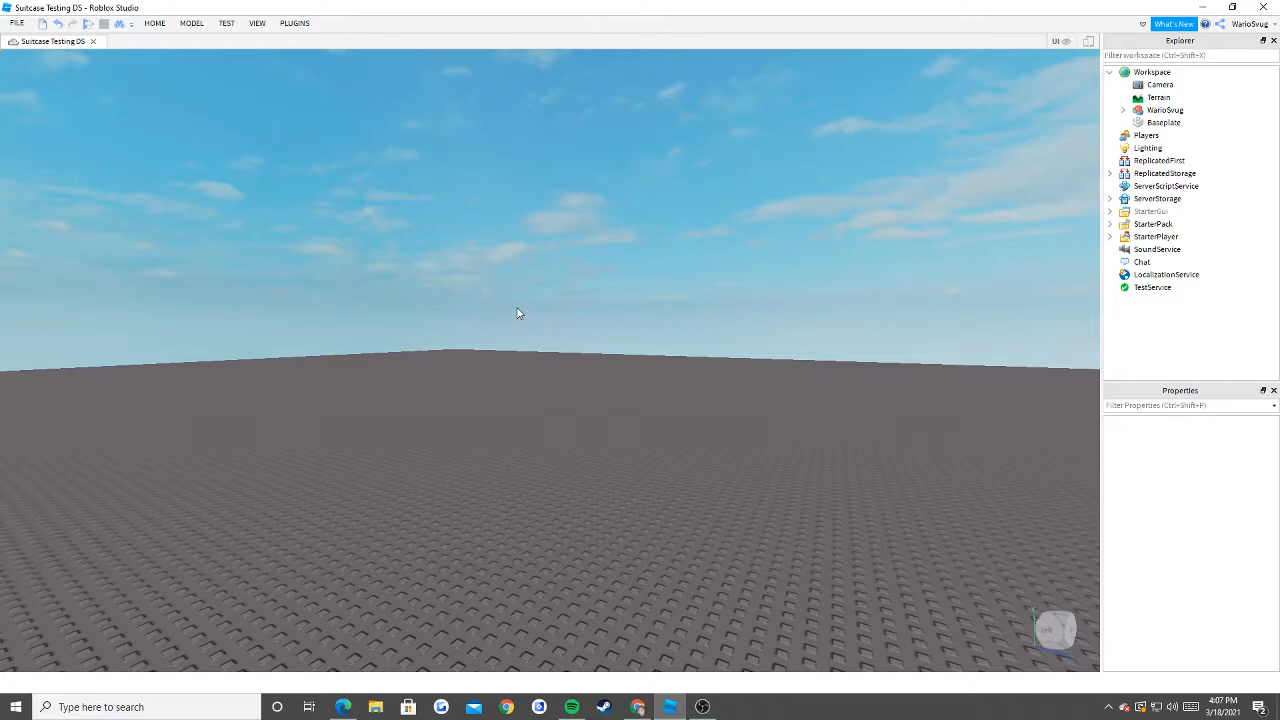 Suitcase Testing DS - Roblox Studio
FILE HOME MODEL TEST VIEW PLUGINS What's New WarioSvug
Suitcase Testing DS UI
Explorer
Filter workspace (Ctrl+Shift+X)
Workspace
Camera
Terrain
WarioSvug
Baseplate
Players
Lighting
ReplicatedFirst
ReplicatedStorage
ServerScriptService
ServerStorage
StarterGui
StarterPack
StarterPlayer
SoundService
Chat
LocalizationService
TestService
Properties
Filter Properties (Ctrl+Shift+P)
Type here to search
4:07 PM
3/18/2021
2